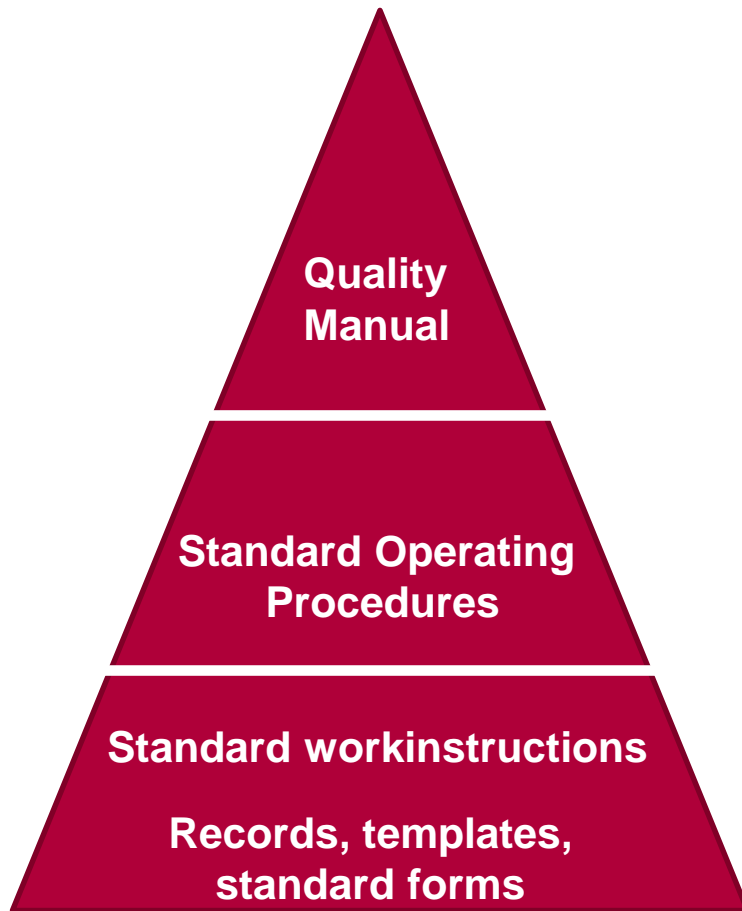 Quality
Manual
Standard Operating
Procedures
Standard workinstructions
Records, templates,
standard forms